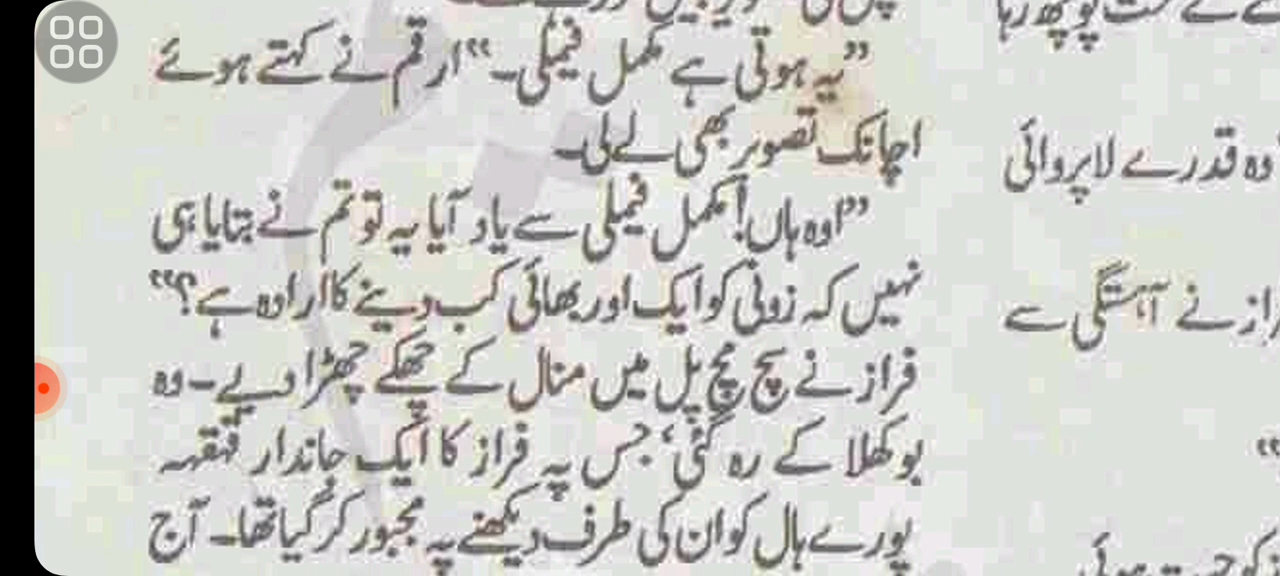 ”یہ ہوتی ہے مکمل فیملی۔“ ارقم نے کہتے ہوئے
اچانک تصویر بھی لے لی۔
”اوہ ہاں! مکمل فیملی سے یاد آیا یہ تو تم نے بتایا ہی
نہیں کہ زونی کو ایک اور بھائی کب دینے کا ارادہ ہے؟“
فراز نے سچ مچ پل میں منال کے چھکے چھڑا دیے۔ وہ
بوکھلا کے رہ گئی‘ جس پہ فراز کا ایک جاندار قہقہہ
پورے ہال کو ان کی طرف دیکھنے پہ مجبور کر گیا تھا۔ آج
وہ قدرے لاپروائی
نے آہستگی سے